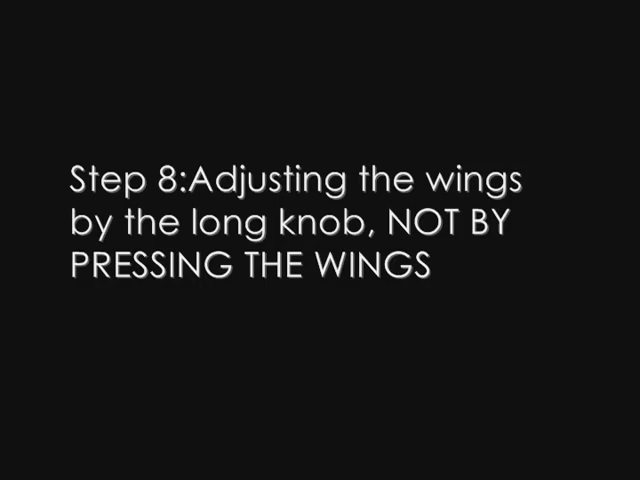 Step 8:Adjusting the wings
by the long knob, NOT BY
PRESSING THE WINGS